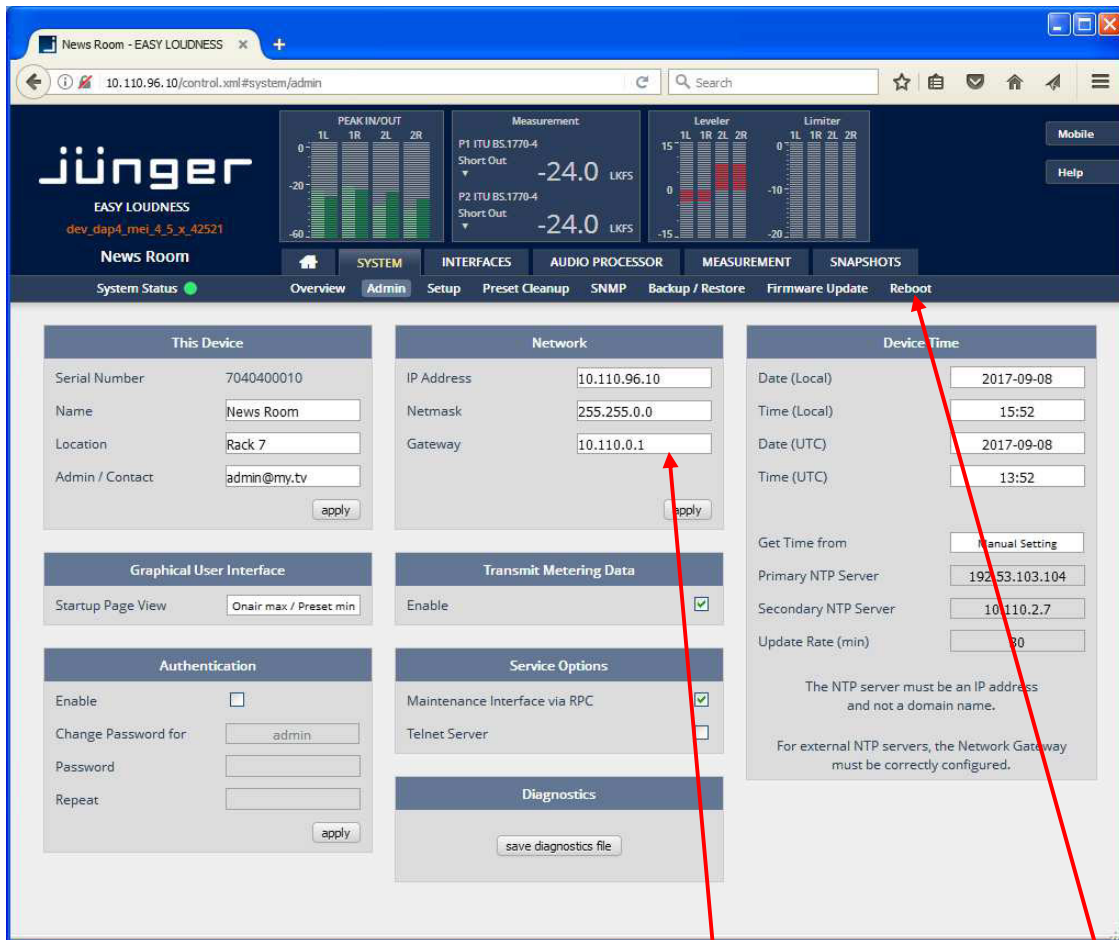 News Room - EASY LOUDNESS
10.110.96.10/control.xml#system/admin
Search
jünger
EASY LOUDNESS
dev_dap4_mei_4_5_x_42521
News Room
PEAK IN/OUT
1L 1R 2L 2R
0
-20
-60
Measurement
P1 ITU BS.1770-4
Short Out
-24.0 LKFS
P2 ITU BS.1770-4
Short Out
-24.0 LKFS
Leveler
1L 1R 2L 2R
15
0
-15
Limiter
1L 1R 2L 2R
0
-10
-20
Mobile
Help
SYSTEM INTERFACES AUDIO PROCESSOR MEASUREMENT SNAPSHOTS
System Status
Overview Admin Setup Preset Cleanup SNMP Backup / Restore Firmware Update Reboot
This Device
Serial Number 7040400010
Name News Room
Location Rack 7
Admin / Contact admin@my.tv
apply
Graphical User Interface
Startup Page View Onair max / Preset min
Authentication
Enable
Change Password for admin
Password
Repeat
apply
Network
IP Address 10.110.96.10
Netmask 255.255.0.0
Gateway 10.110.0.1
apply
Transmit Metering Data
Enable
Service Options
Maintenance Interface via RPC
Telnet Server
Diagnostics
save diagnostics file
Device Time
Date (Local) 2017-09-08
Time (Local) 15:52
Date (UTC) 2017-09-08
Time (UTC) 13:52
Get Time from Manual Setting
Primary NTP Server 192.53.103.104
Secondary NTP Server 10.110.2.7
Update Rate (min) 30
The NTP server must be an IP address
and not a domain name.
For external NTP servers, the Network Gateway
must be correctly configured.